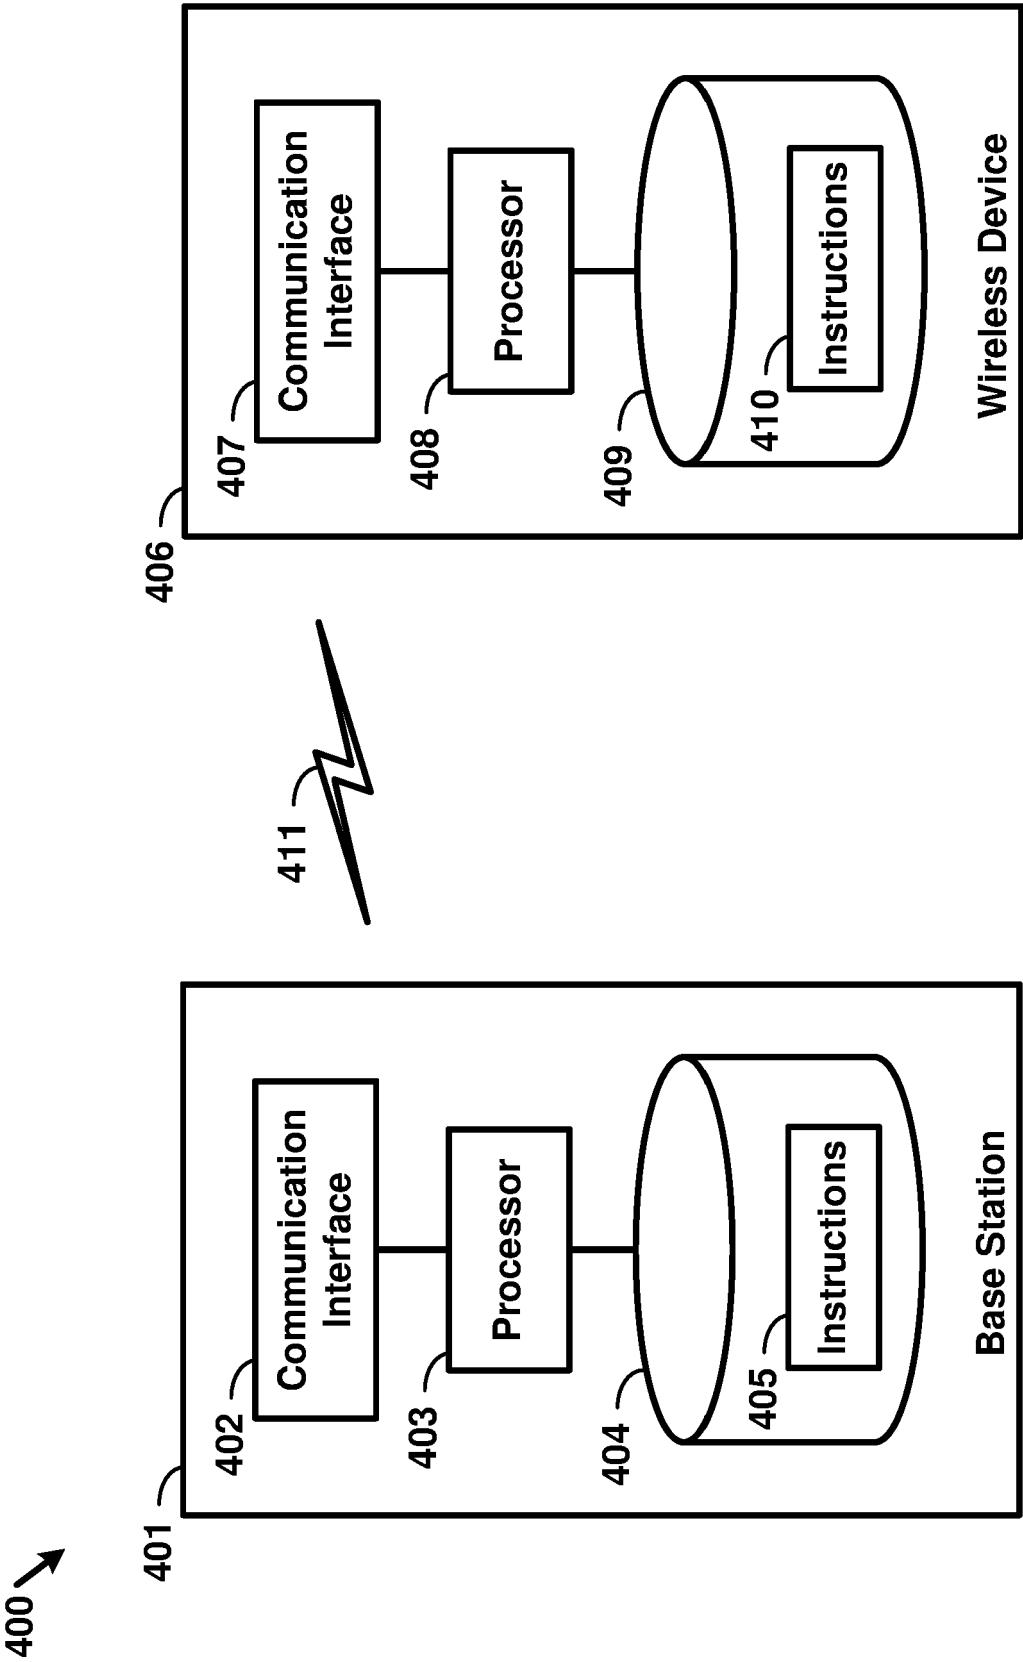 400
401
402
Communication
Interface
403
Processor
404
405
Instructions
Base Station
411
406
407
Communication
Interface
408
Processor
409
410
Instructions
Wireless Device